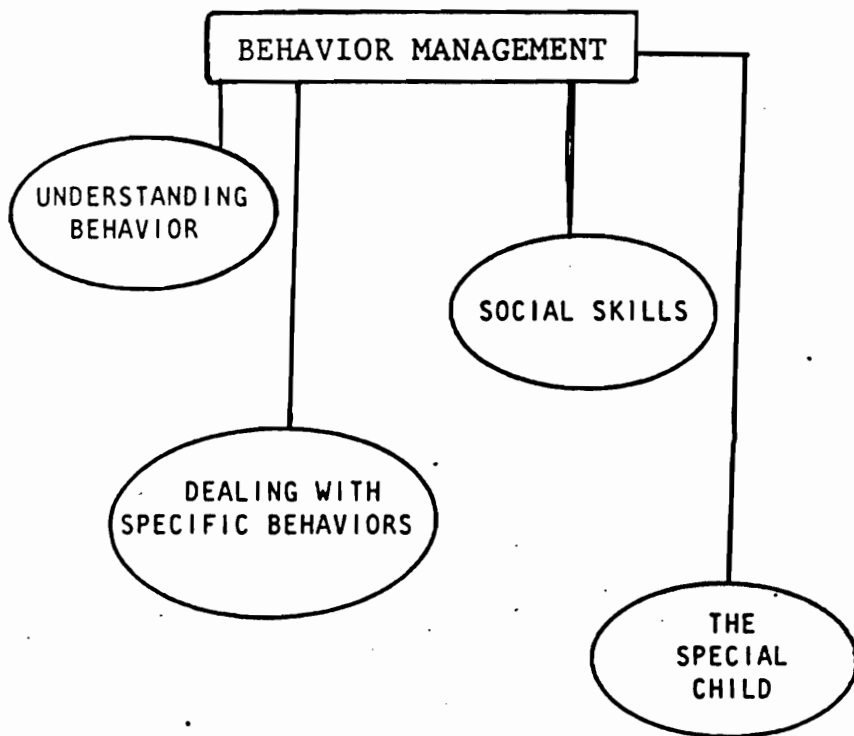 BEHAVIOR MANAGEMENT
UNDERSTANDING
BEHAVIOR
SOCIAL SKILLS
DEALING WITH
SPECIFIC BEHAVIORS
THE
SPECIAL
CHILD